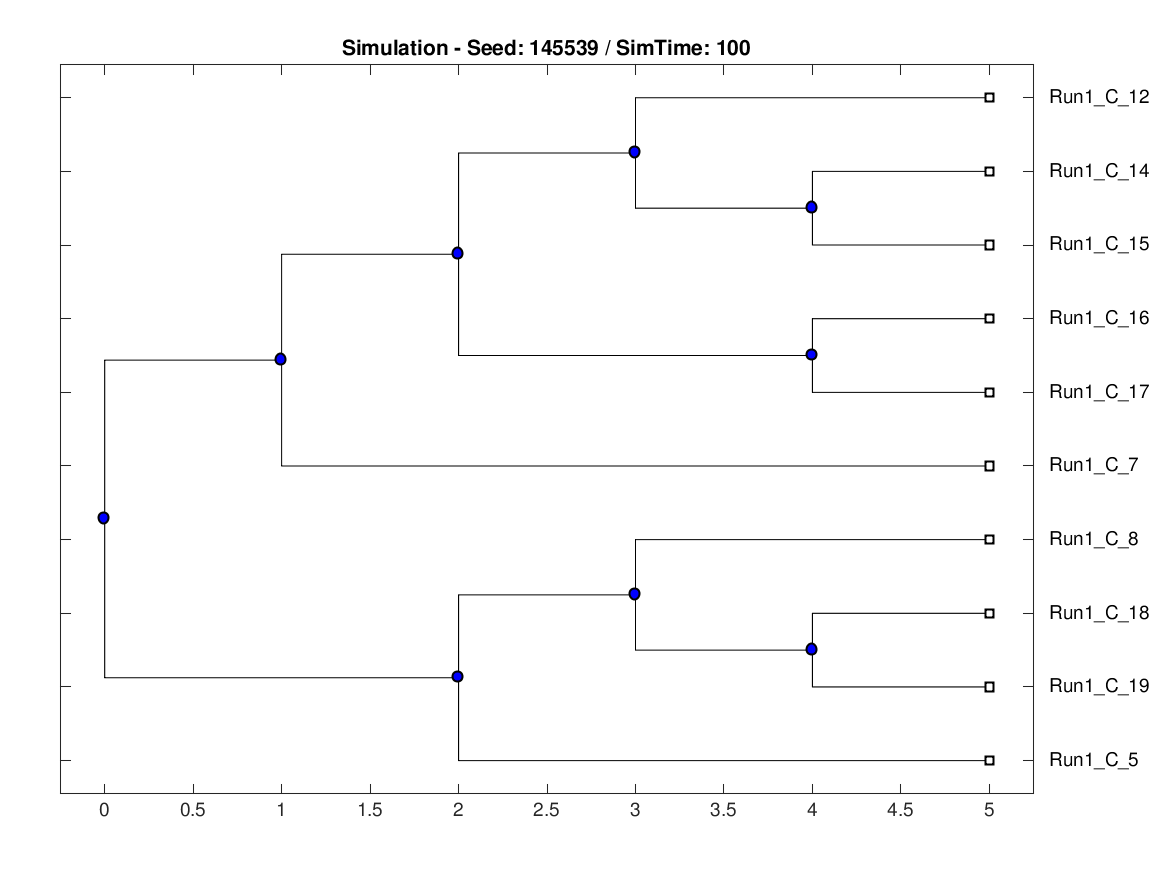 Simulation - Seed: 145539 / SimTime: 100
Run1_C_12
Run1_C_14
Run1_C_15
Run1_C_16
Run1_C_17
Run1_C_7
Run1_C_8
Run1_C_18
Run1_C_19
Run1_C_5
0 0.5 1 1.5 2 2.5 3 3.5 4 4.5 5